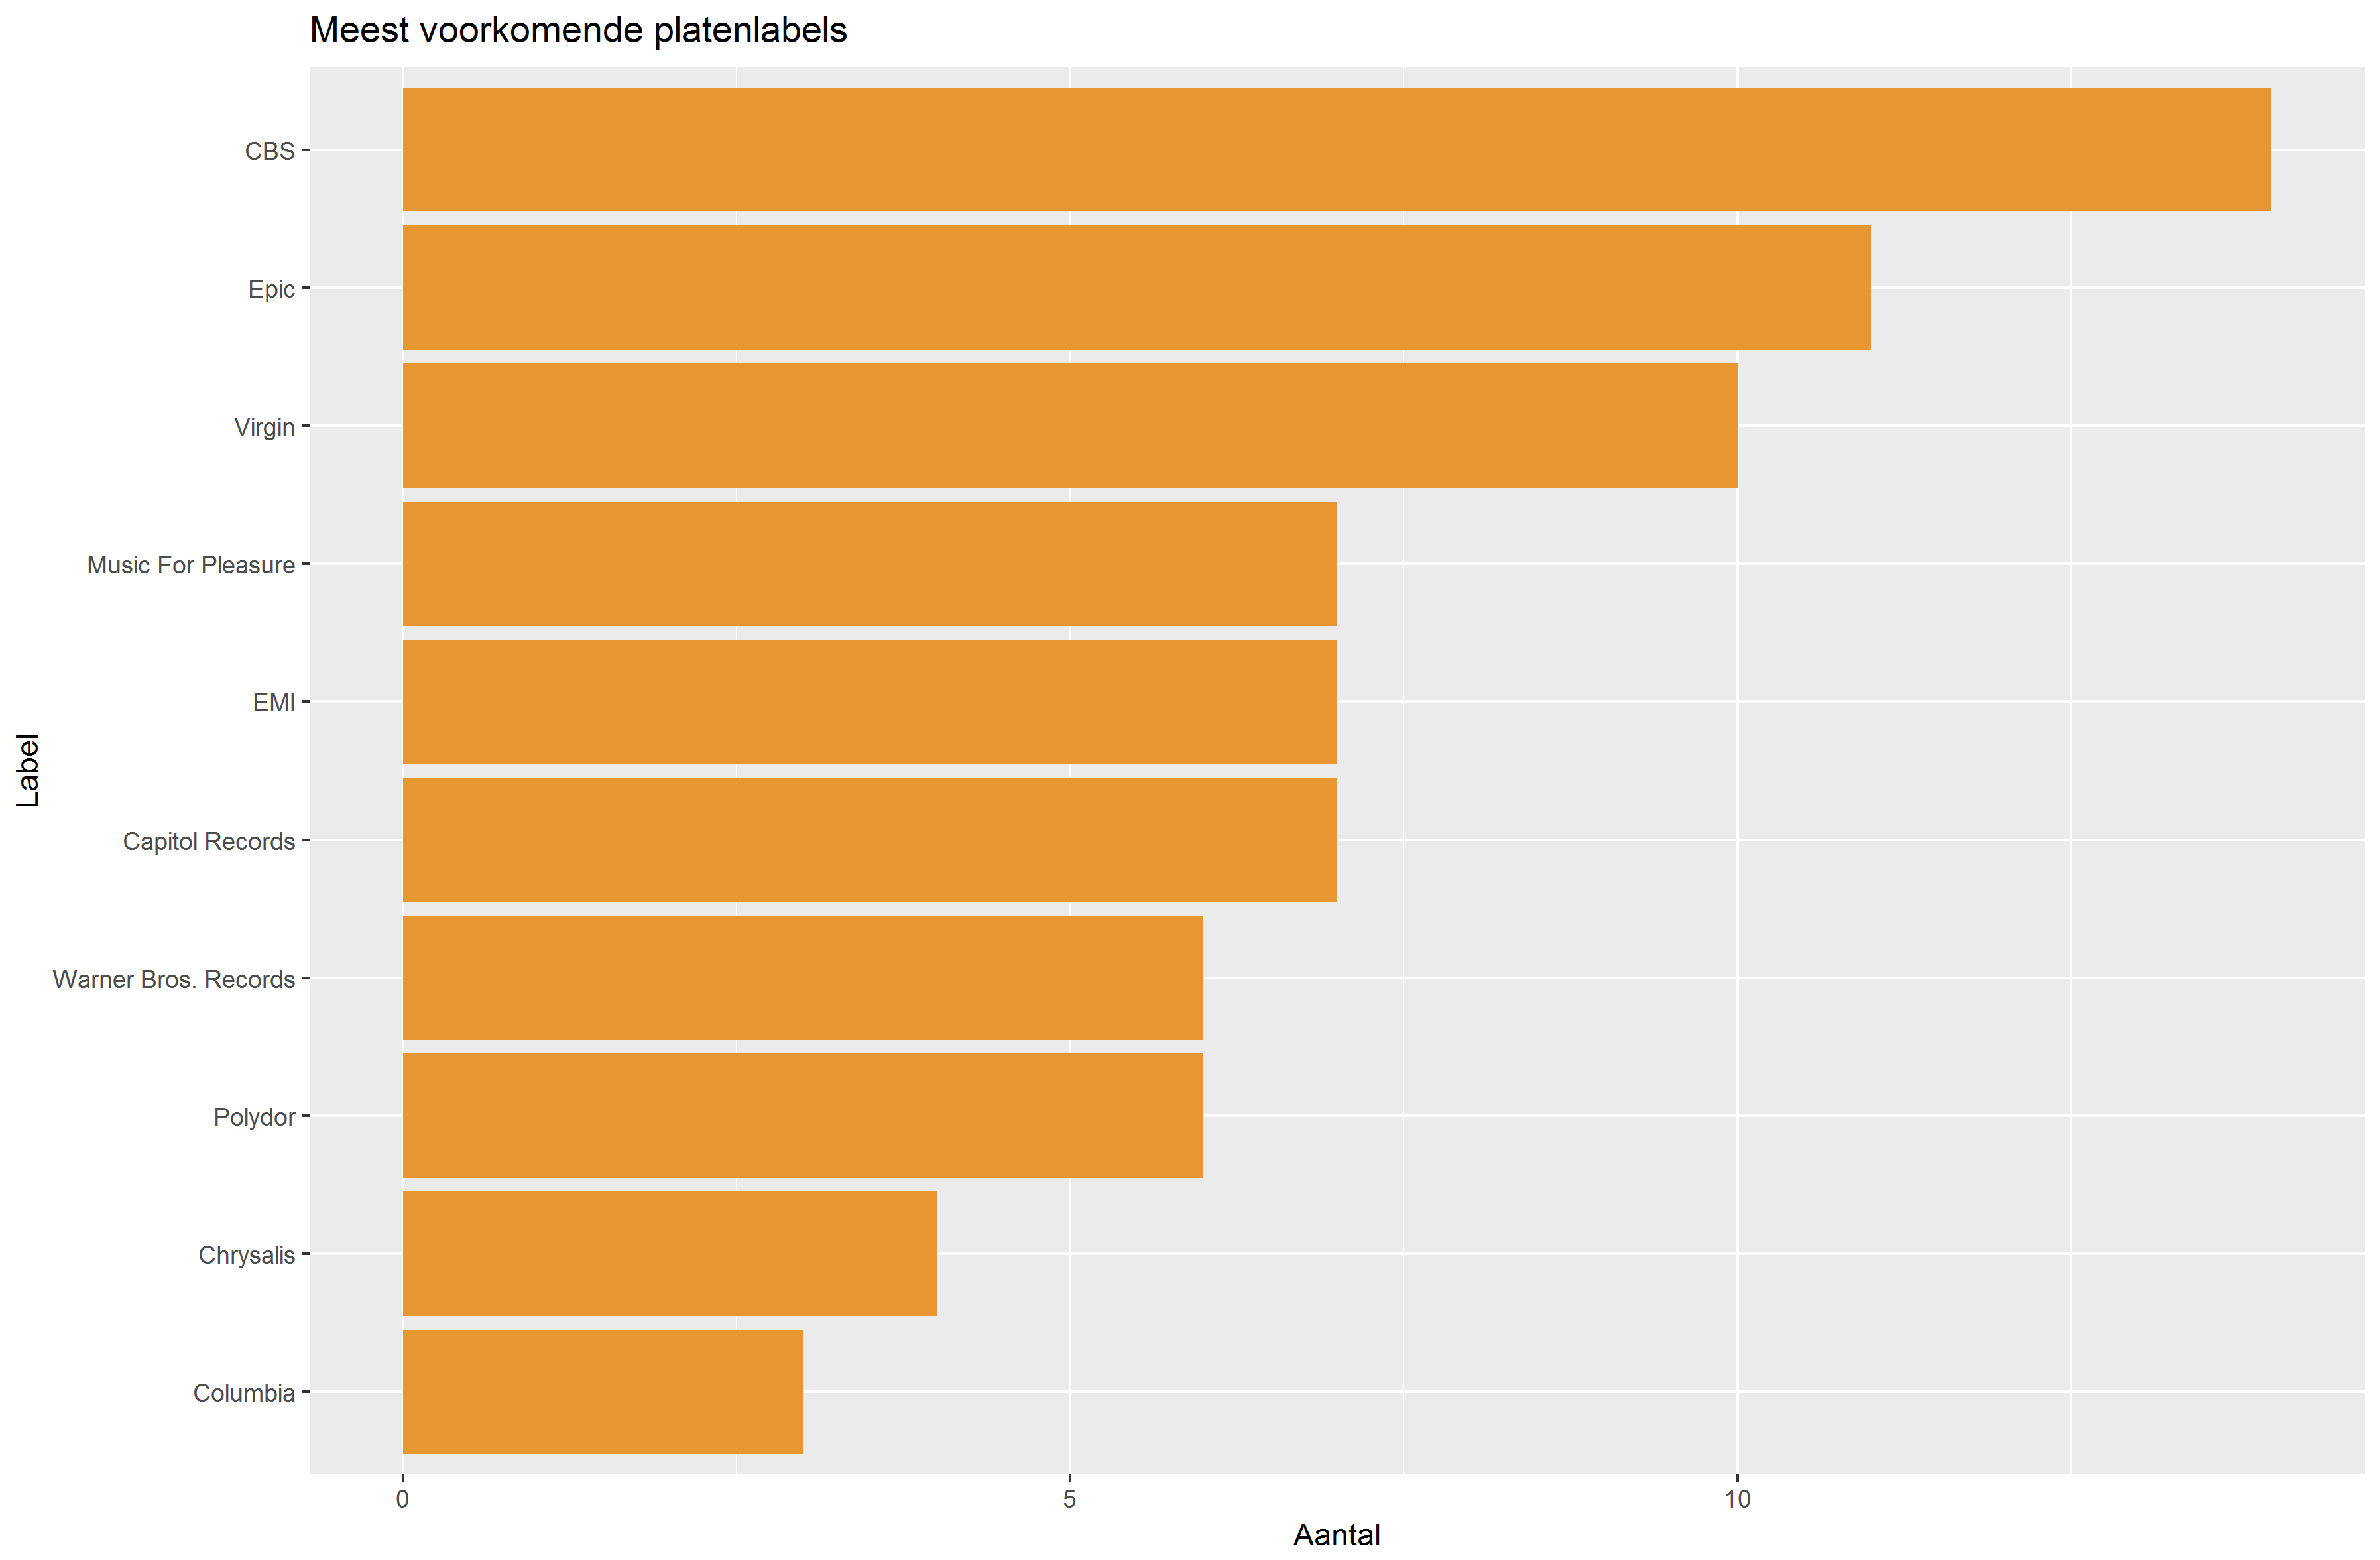 Meest voorkomende platenlabels
Label
CBS
Epic
Virgin
Music For Pleasure
EMI
Capitol Records
Warner Bros. Records
Polydor
Chrysalis
Columbia
0 5 10
Aantal